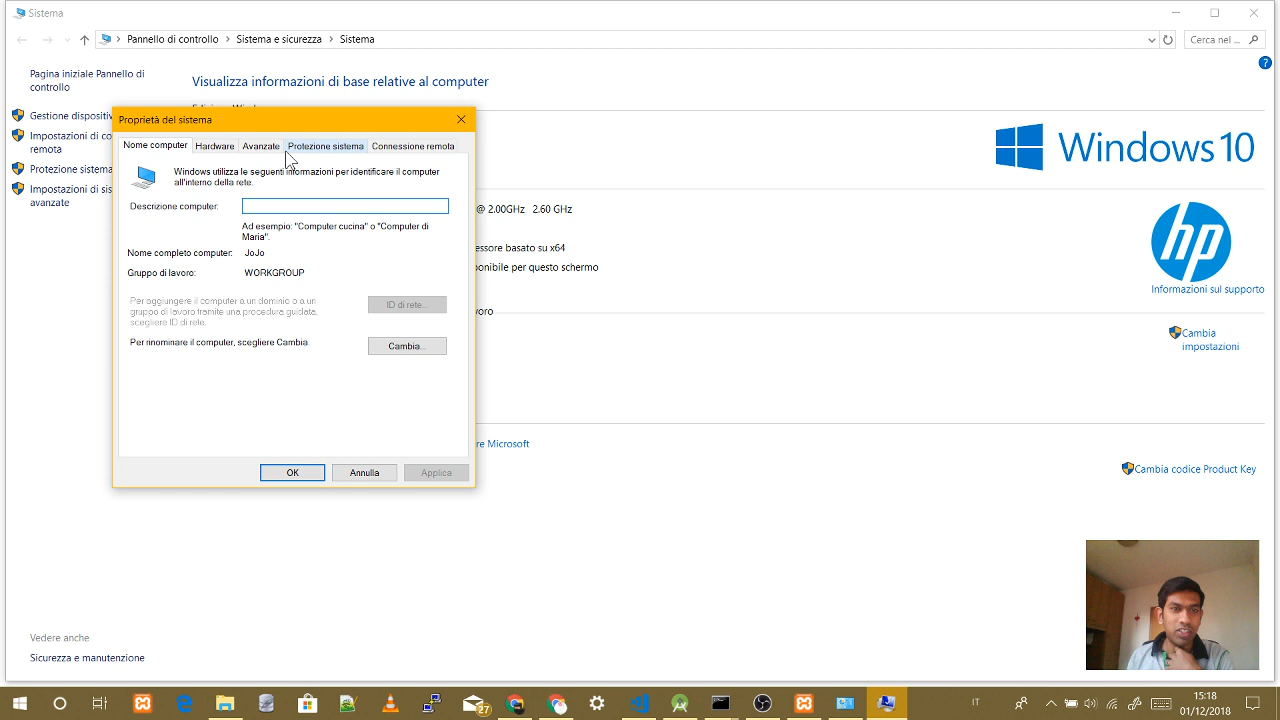 Sistema
Pannello di controllo > Sistema e sicurezza > Sistema
Cerca nel ...
Pagina iniziale Pannello di
controllo
Gestione dispositiv
Impostazioni di co
remota
Protezione sistema
Impostazioni di sis
avanzate
Vedere anche
Sicurezza e manutenzione
Visualizza informazioni di base relative al computer
Proprietà del sistema
Nome computer
Hardware
Avanzate
Protezione sistema
Connessione remota
Windows utilizza le seguenti informazioni per identificare il computer
all'interno della rete.
Descrizione computer:
Ad esempio: "Computer cucina" o "Computer di
Maria".
Nome completo computer: JoJo
Gruppo di lavoro: WORKGROUP
Per aggiungere il computer a un dominio o a un
gruppo di lavoro tramite una procedura guidata,
scegliere ID di rete.
ID di rete...
Per rinominare il computer, scegliere Cambia.
Cambia...
OK
Annulla
Applica
@ 2.00GHz 2.60 GHz
essore basato su x64
ponibile per questo schermo
voro
re Microsoft
Windows 10
hp
Informazioni sul supporto
Cambia
impostazioni
Cambia codice Product Key
27
IT
15:18
01/12/2018